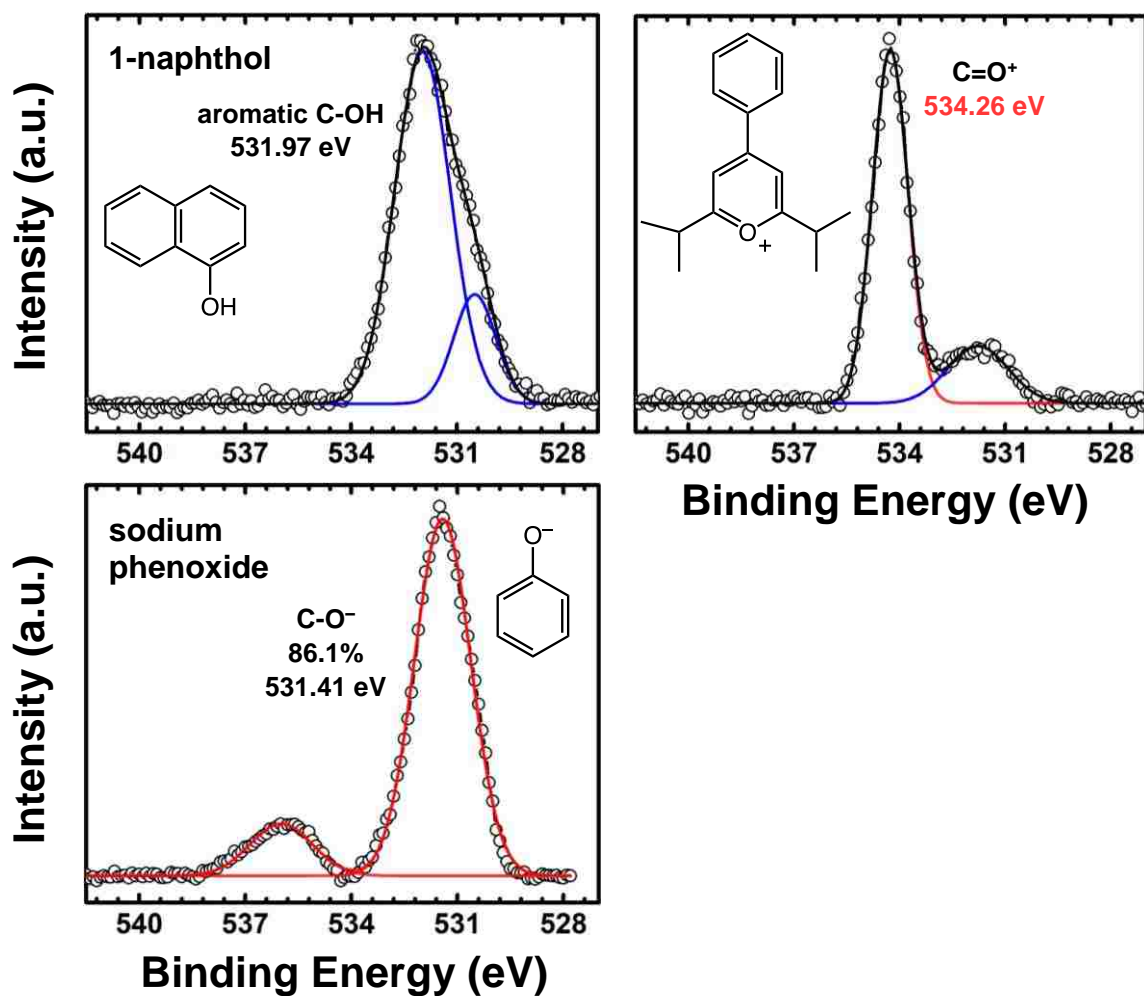 1-naphthol
aromatic C-OH
531.97 eV
OH
Intensity (a.u.)
540 537 534 531 528
C=O⁺
534.26 eV
O
+
540 537 534 531 528
Binding Energy (eV)
sodium
phenoxide
C-O⁻
86.1%
531.41 eV
O⁻
Intensity (a.u.)
540 537 534 531 528
Binding Energy (eV)